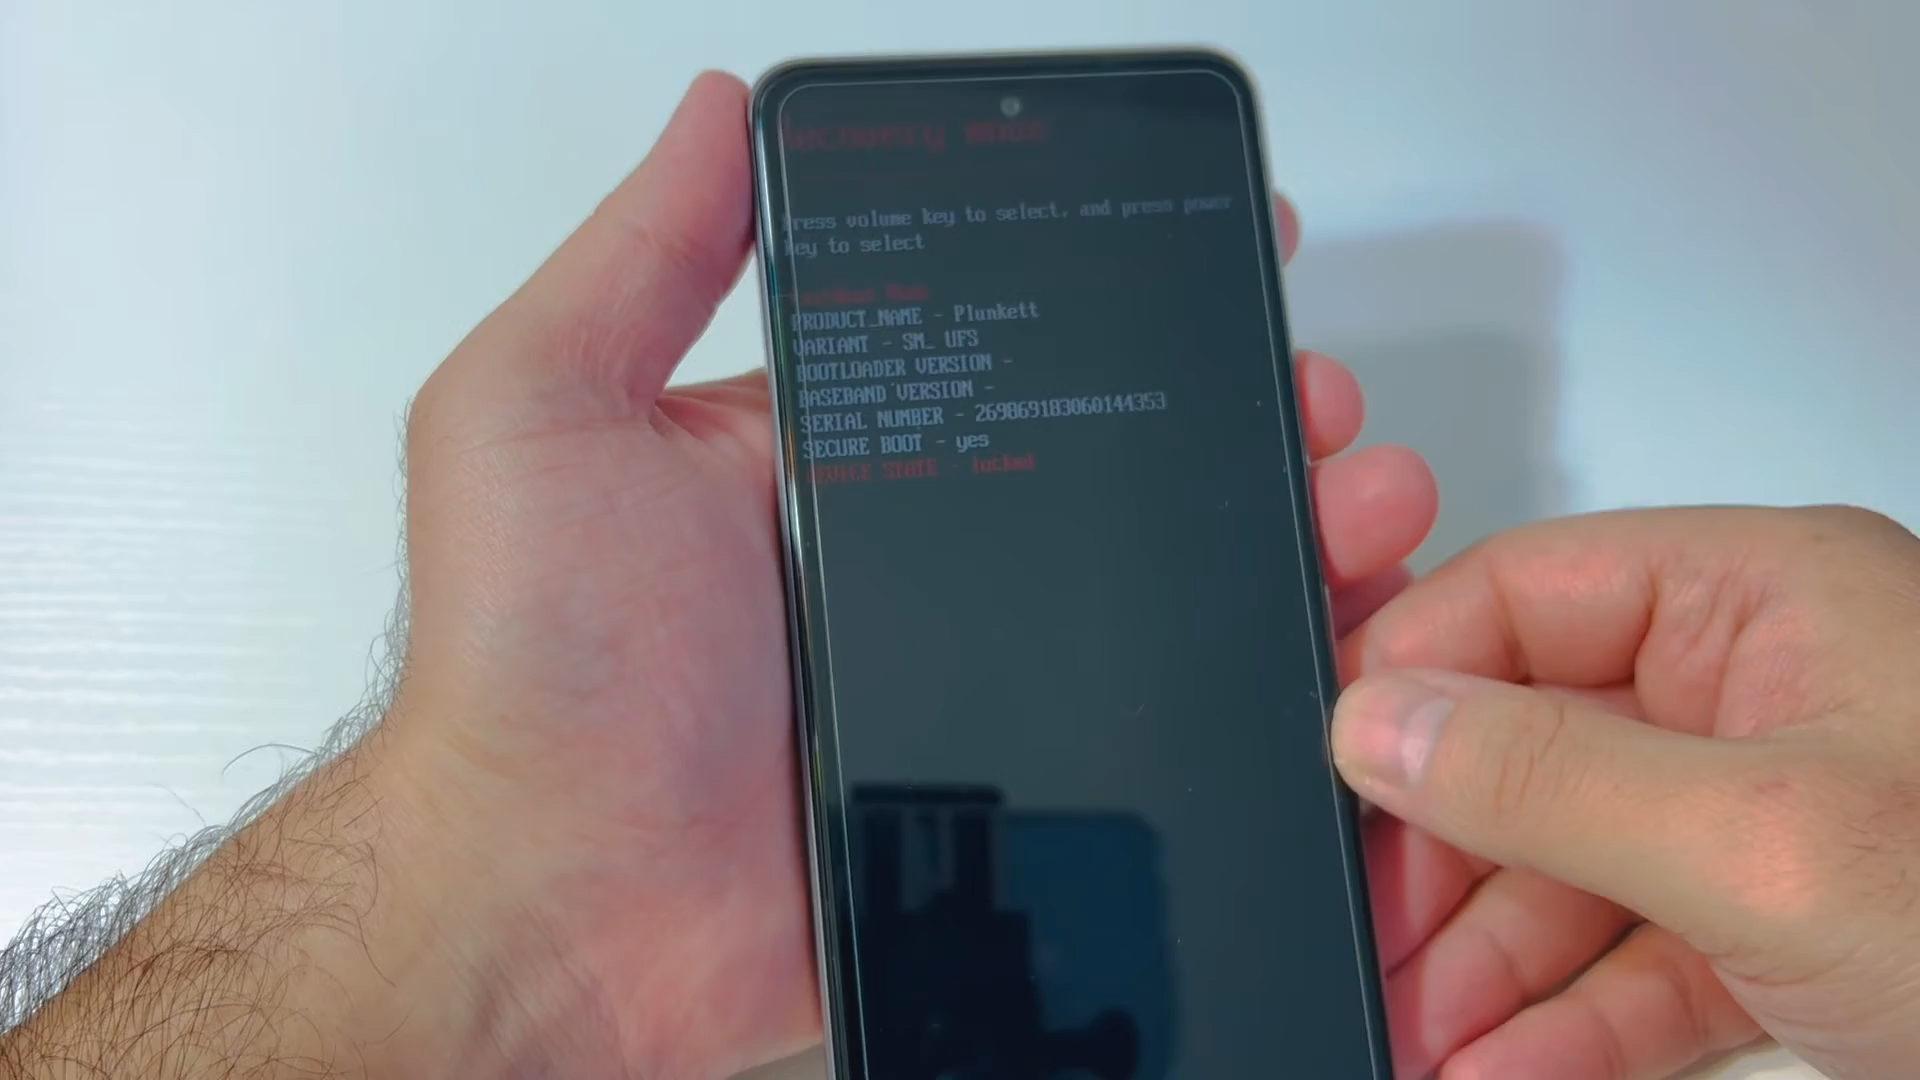 Recovery mode
Press volume key to select, and press power
key to select
PRODUCT_NAME - Plunkett
VARIANT - SM_ UFS
BOOTLOADER VERSION -
BASEBAND VERSION -
SERIAL NUMBER - 269869183060144353
SECURE BOOT - yes
DEVICE STATE - locked